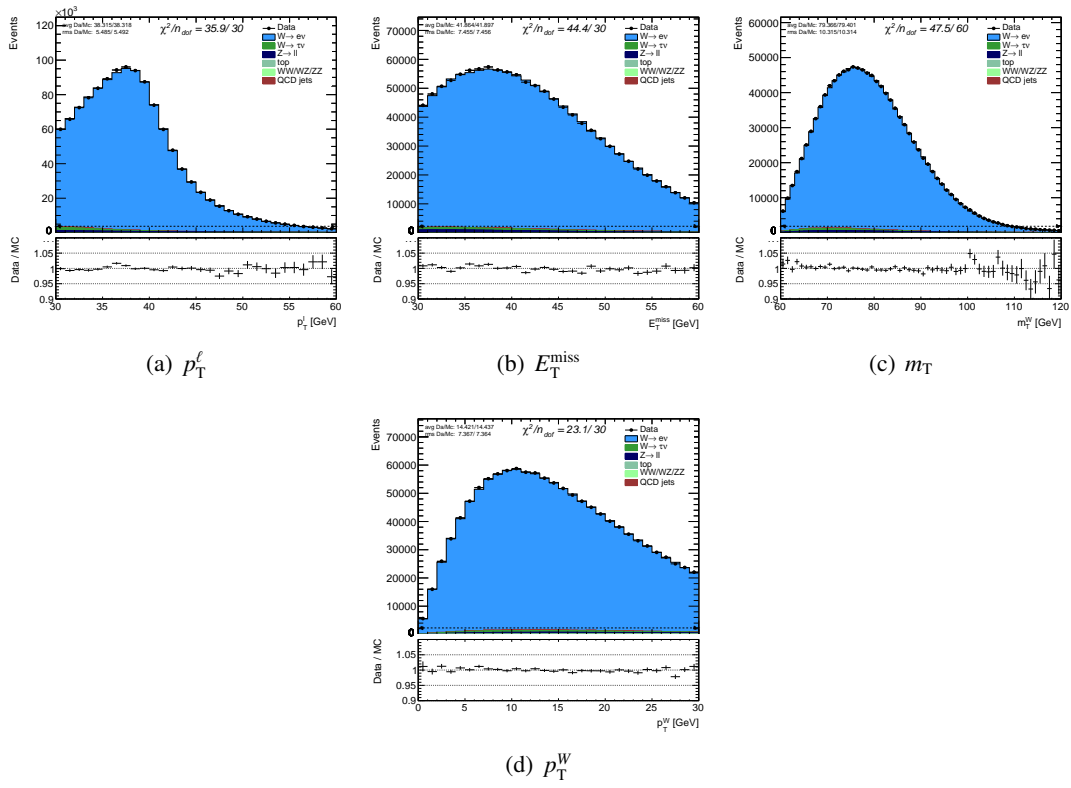 avg Da/Mc: 38.315/38.318
rms Da/Mc: 5.485/ 5.492
χ²/n_dof = 35.9/ 30
Events
×10³
120
100
80
60
40
20
0
Data
W→ eν
W→ τν
Z→ ll
top
WW/WZ/ZZ
QCD jets
Data / MC
1.05
1
0.95
0.9
30 35 40 45 50 55 60
p_T^l [GeV]
(a) p_T^ℓ
avg Da/Mc: 41.864/41.897
rms Da/Mc: 7.455/ 7.456
χ²/n_dof = 44.4/ 30
Events
70000
60000
50000
40000
30000
20000
10000
0
Data
W→ eν
W→ τν
Z→ ll
top
WW/WZ/ZZ
QCD jets
Data / MC
1.05
1
0.95
0.9
30 35 40 45 50 55 60
E_T^miss [GeV]
(b) E_T^miss
avg Da/Mc: 79.366/79.401
rms Da/Mc: 10.315/10.314
χ²/n_dof = 47.5/ 60
Events
60000
50000
40000
30000
20000
10000
0
Data
W→ eν
W→ τν
Z→ ll
top
WW/WZ/ZZ
QCD jets
Data / MC
1.05
1
0.95
0.9
60 70 80 90 100 110 120
m_T^W [GeV]
(c) m_T
avg Da/Mc: 14.421/14.437
rms Da/Mc: 7.367/ 7.364
χ²/n_dof = 23.1/ 30
Events
70000
60000
50000
40000
30000
20000
10000
0
Data
W→ eν
W→ τν
Z→ ll
top
WW/WZ/ZZ
QCD jets
Data / MC
1.05
1
0.95
0.9
0 5 10 15 20 25 30
p_T^W [GeV]
(d) p_T^W